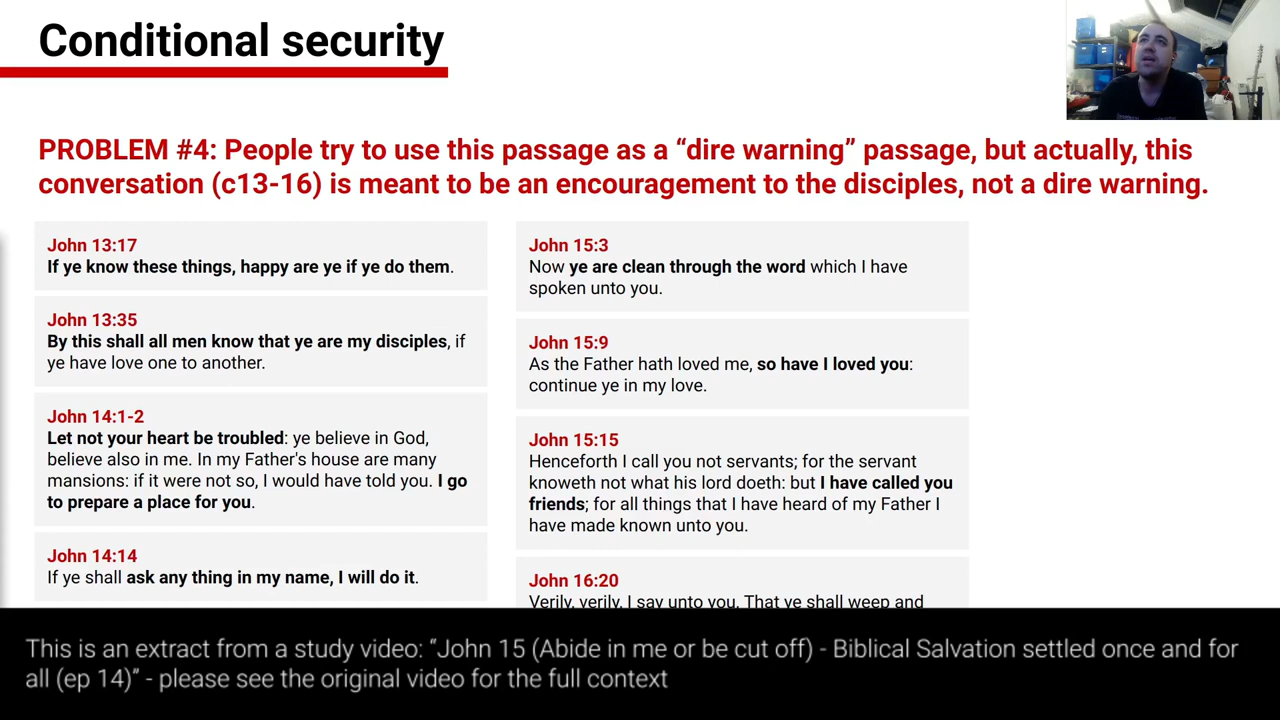 Conditional security
PROBLEM #4: People try to use this passage as a “dire warning” passage, but actually, this
conversation (c13-16) is meant to be an encouragement to the disciples, not a dire warning.
John 13:17
If ye know these things, happy are ye if ye do them.
John 13:35
By this shall all men know that ye are my disciples, if
ye have love one to another.
John 14:1-2
Let not your heart be troubled: ye believe in God,
believe also in me. In my Father's house are many
mansions: if it were not so, I would have told you. I go
to prepare a place for you.
John 14:14
If ye shall ask any thing in my name, I will do it.
John 15:3
Now ye are clean through the word which I have
spoken unto you.
John 15:9
As the Father hath loved me, so have I loved you:
continue ye in my love.
John 15:15
Henceforth I call you not servants; for the servant
knoweth not what his lord doeth: but I have called you
friends; for all things that I have heard of my Father I
have made known unto you.
John 16:20
Verily, verily, I say unto you, That ye shall weep and
This is an extract from a study video: “John 15 (Abide in me or be cut off) - Biblical Salvation settled once and for
all (ep 14)” - please see the original video for the full context